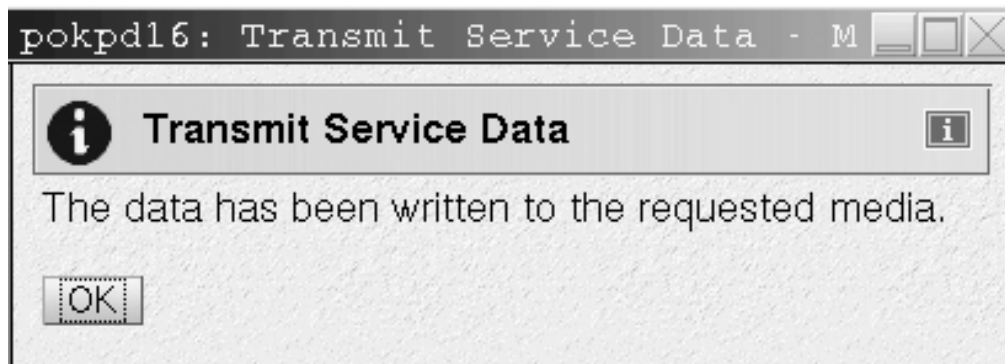 pokpd16: Transmit Service Data - M
Transmit Service Data
The data has been written to the requested media.
OK